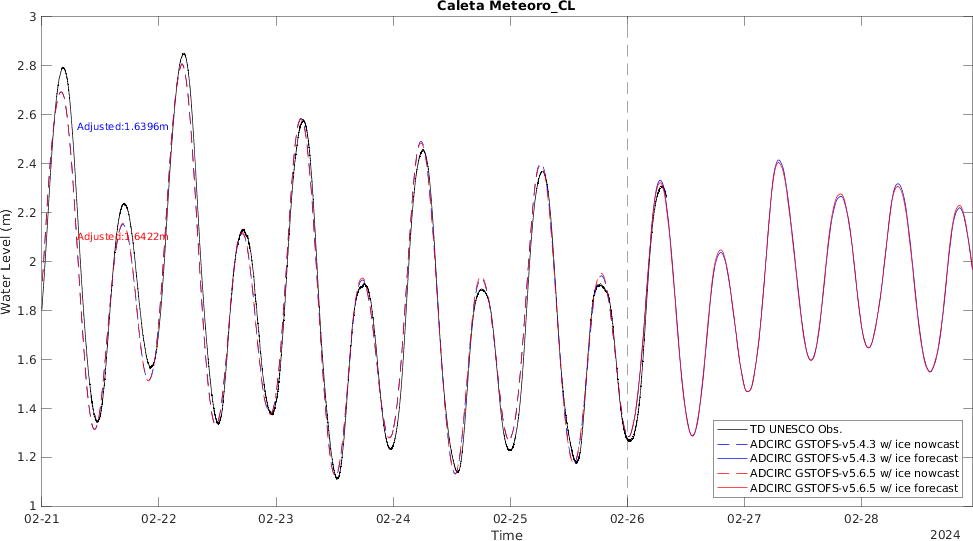 Caleta Meteoro_CL
3
2.8
2.6
2.4
2.2
2
1.8
1.6
1.4
1.2
1
Water Level (m)
Adjusted:1.6396m
Adjusted:1.6422m
TD UNESCO Obs.
ADCIRC GSTOFS-v5.4.3 w/ ice nowcast
ADCIRC GSTOFS-v5.4.3 w/ ice forecast
ADCIRC GSTOFS-v5.6.5 w/ ice nowcast
ADCIRC GSTOFS-v5.6.5 w/ ice forecast
02-21 02-22 02-23 02-24 02-25 02-26 02-27 02-28
Time
2024